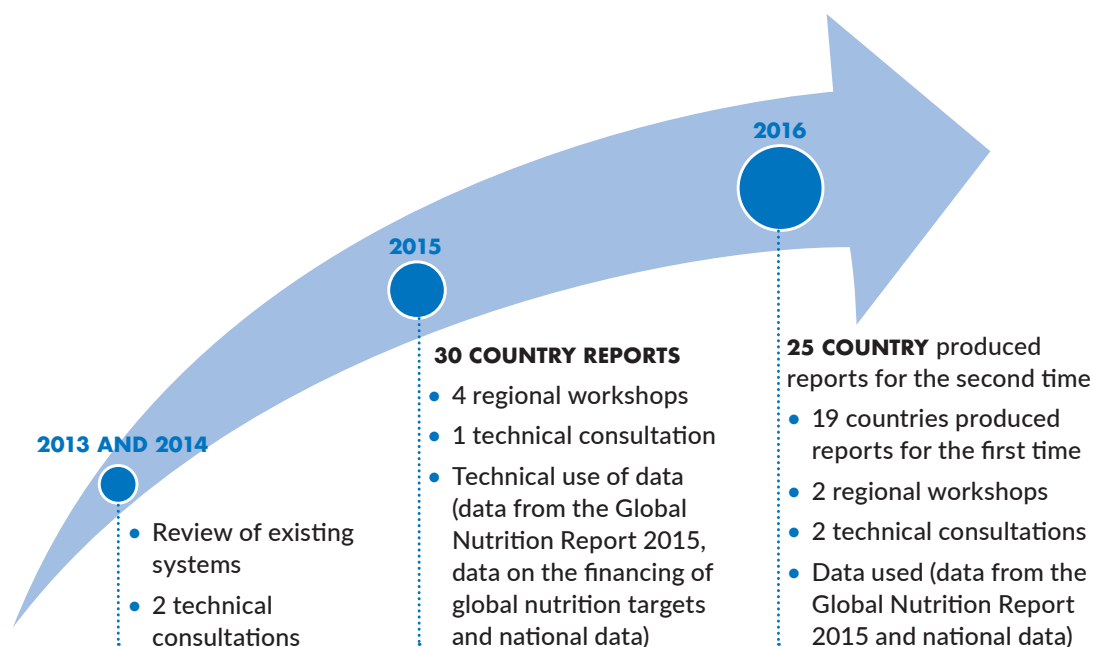 2013 AND 2014
• Review of existing
systems
• 2 technical
consultations
2015
30 COUNTRY REPORTS
• 4 regional workshops
• 1 technical consultation
• Technical use of data
(data from the Global
Nutrition Report 2015,
data on the financing of
global nutrition targets
and national data)
2016
25 COUNTRY produced
reports for the second time
• 19 countries produced
reports for the first time
• 2 regional workshops
• 2 technical consultations
• Data used (data from the
Global Nutrition Report
2015 and national data)